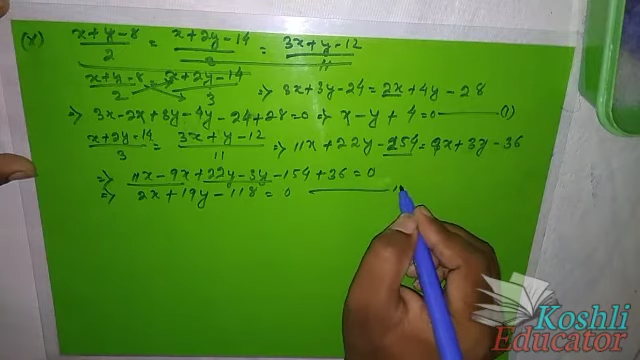 (x) x+y-8/2 = x+2y-14/3 = 3x+y-12/11
x+y-8/2 = x+2y-14/3 => 3x+3y-24 = 2x+4y-28
=> 3x-2x+3y-4y-24+28=0 => x-y+4=0 (1)
x+2y-14/3 = 3x+y-12/11 => 11x+22y-154=9x+3y-36
=> 11x-9x+22y-3y-154+36=0
=> 2x+19y-118=0
Koshli
Educator